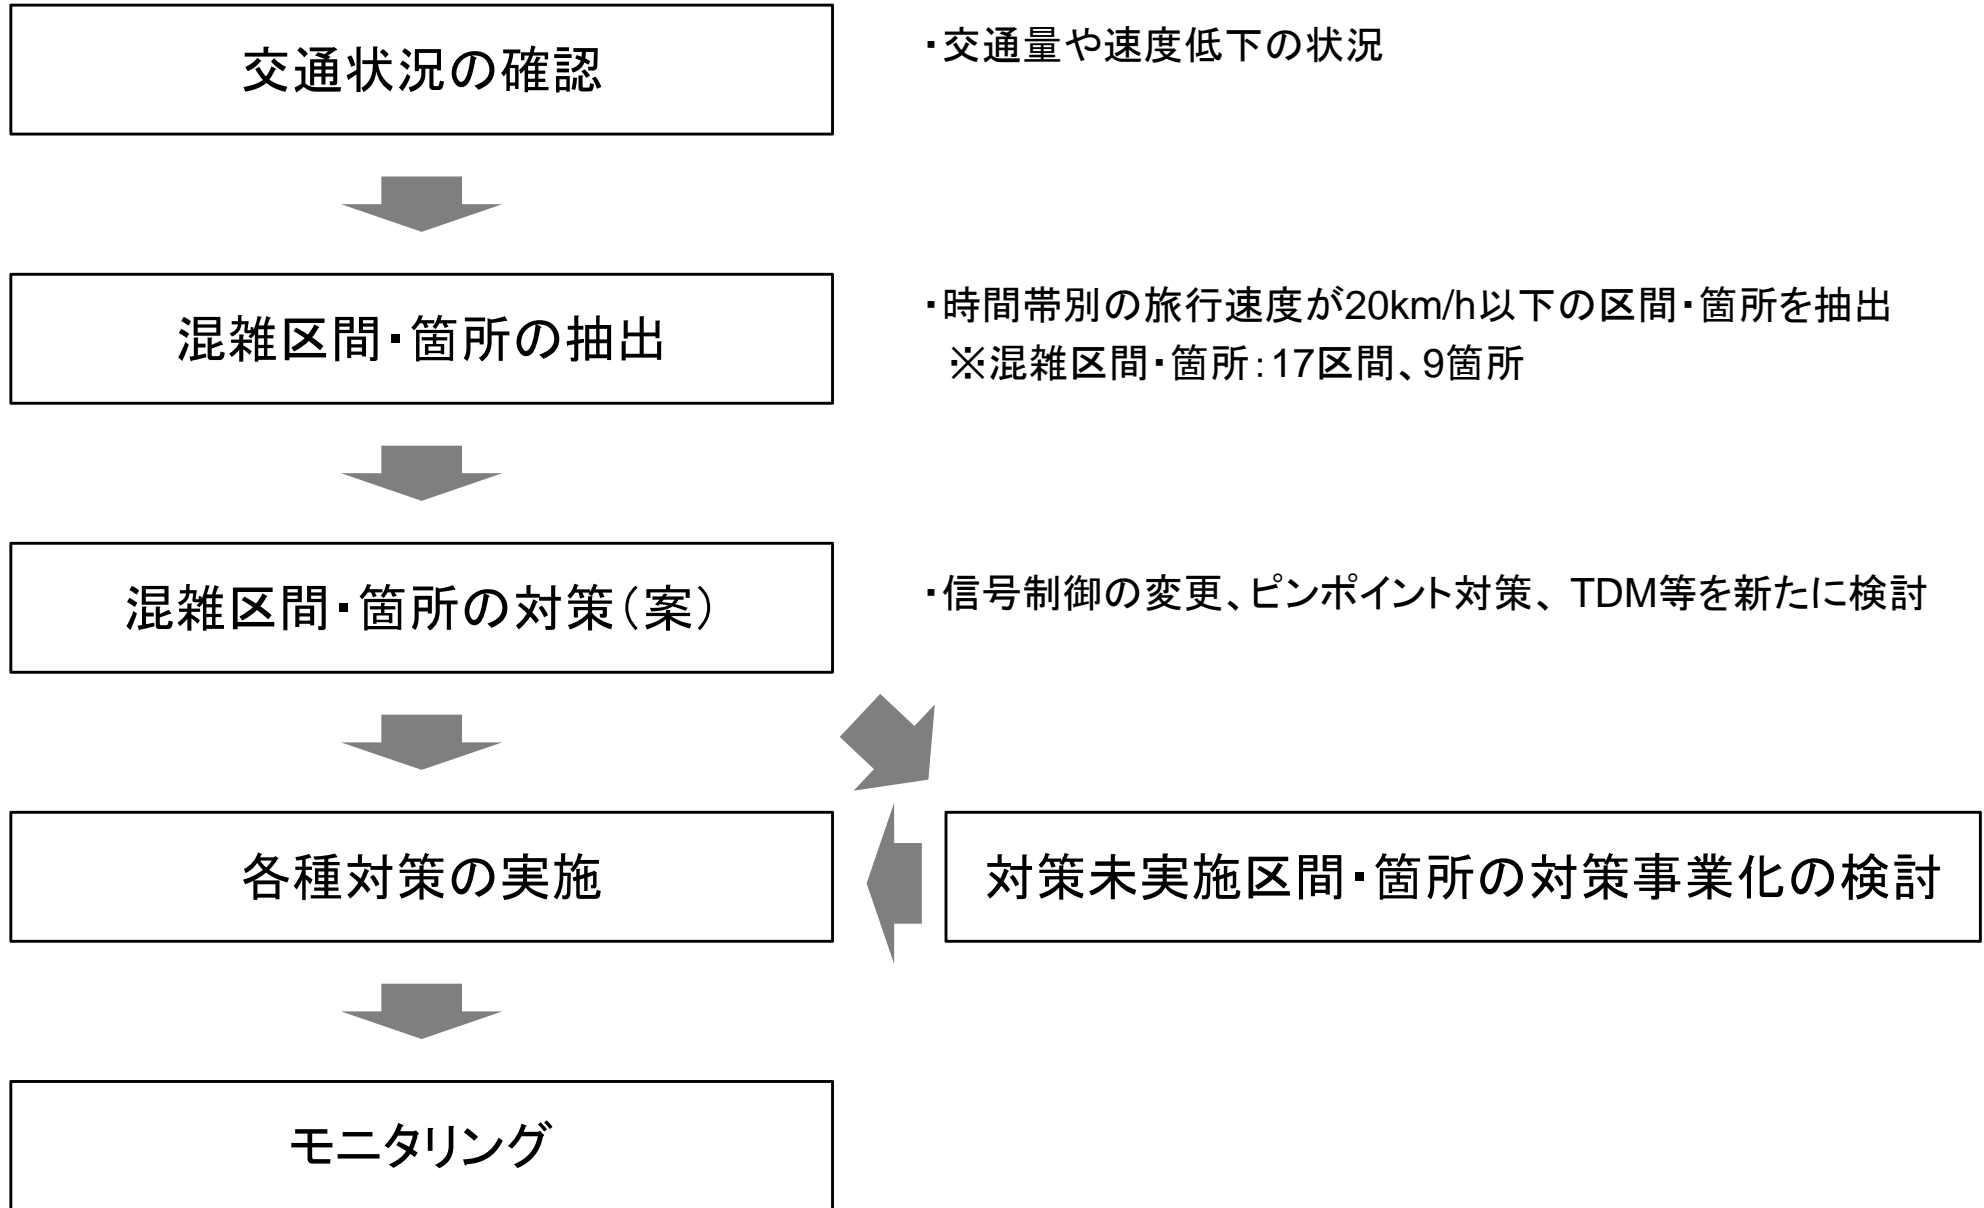 交通状況の確認
・交通量や速度低下の状況
混雑区間・箇所の抽出
・時間帯別の旅行速度が20km/h以下の区間・箇所を抽出
※混雑区間・箇所：17区間、9箇所
混雑区間・箇所の対策（案）
・信号制御の変更、ピンポイント対策、TDM等を新たに検討
各種対策の実施
対策未実施区間・箇所の対策事業化の検討
モニタリング